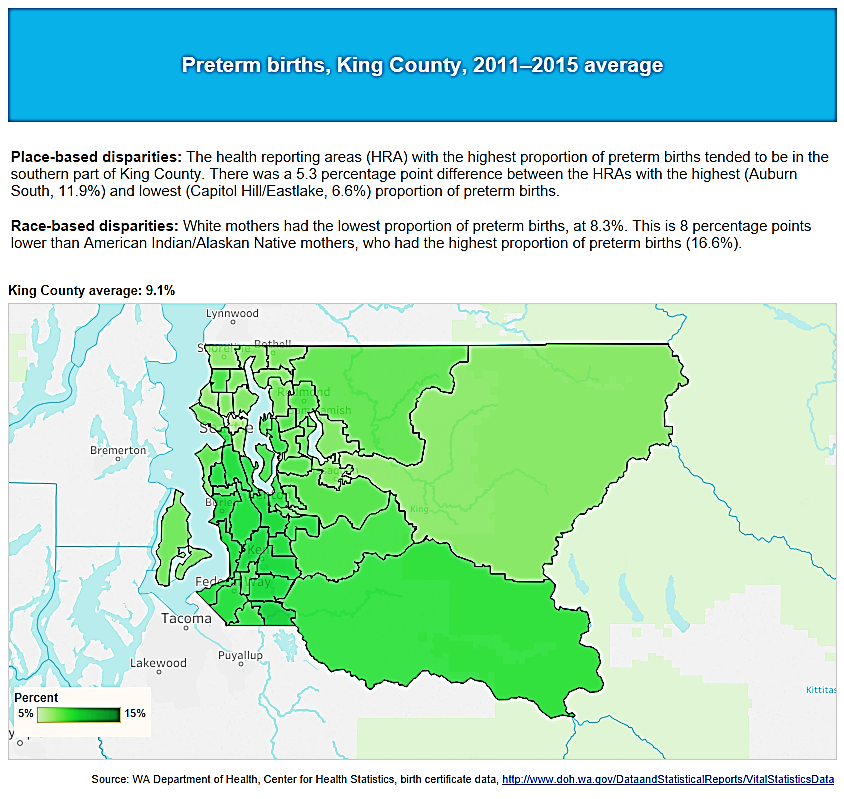 Preterm births, King County, 2011–2015 average
Place-based disparities: The health reporting areas (HRA) with the highest proportion of preterm births tended to be in the
southern part of King County. There was a 5.3 percentage point difference between the HRAs with the highest (Auburn
South, 11.9%) and lowest (Capitol Hill/Eastlake, 6.6%) proportion of preterm births.
Race-based disparities: White mothers had the lowest proportion of preterm births, at 8.3%. This is 8 percentage points
lower than American Indian/Alaskan Native mothers, who had the highest proportion of preterm births (16.6%).
King County average: 9.1%
Lynnwood
Shoreline Bothell
Redmond
Bremerton
King
Federal Way
Tacoma
Puyallup
Lakewood
Kittitas
Percent
5% 15%
Source: WA Department of Health, Center for Health Statistics, birth certificate data, http://www.doh.wa.gov/DataandStatisticalReports/VitalStatisticsData